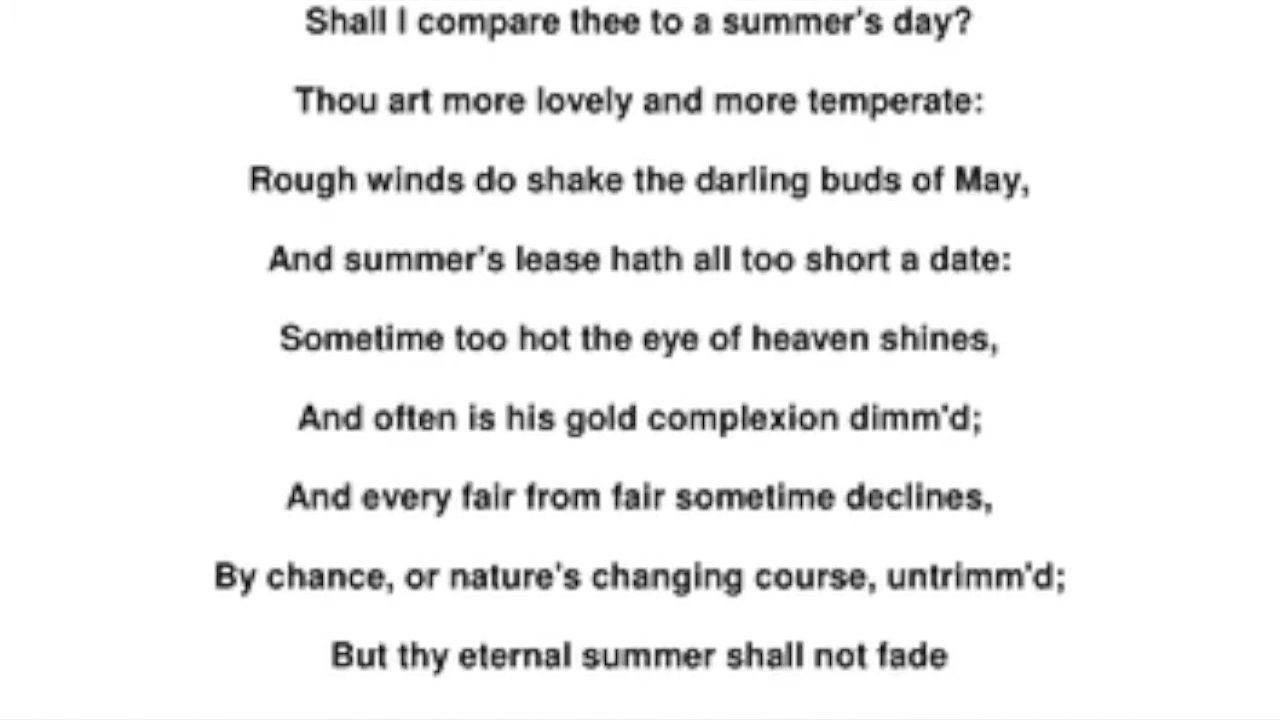 Shall I compare thee to a summer's day?
Thou art more lovely and more temperate:
Rough winds do shake the darling buds of May,
And summer's lease hath all too short a date:
Sometime too hot the eye of heaven shines,
And often is his gold complexion dimm'd;
And every fair from fair sometime declines,
By chance, or nature's changing course, untrimm'd;
But thy eternal summer shall not fade